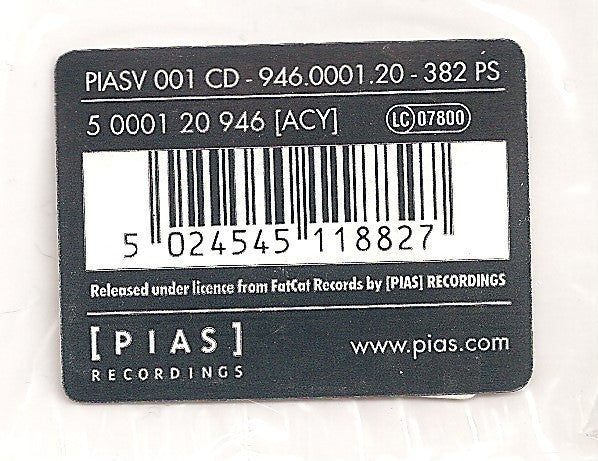 PIASV 001 CD - 946.0001.20 - 382 PS
5 0001 20 946 [ACY] LC 07800
5 024545 118827
Released under licence from FatCat Records by [PIAS] RECORDINGS
[PIAS] www.pias.com
RECORDINGS